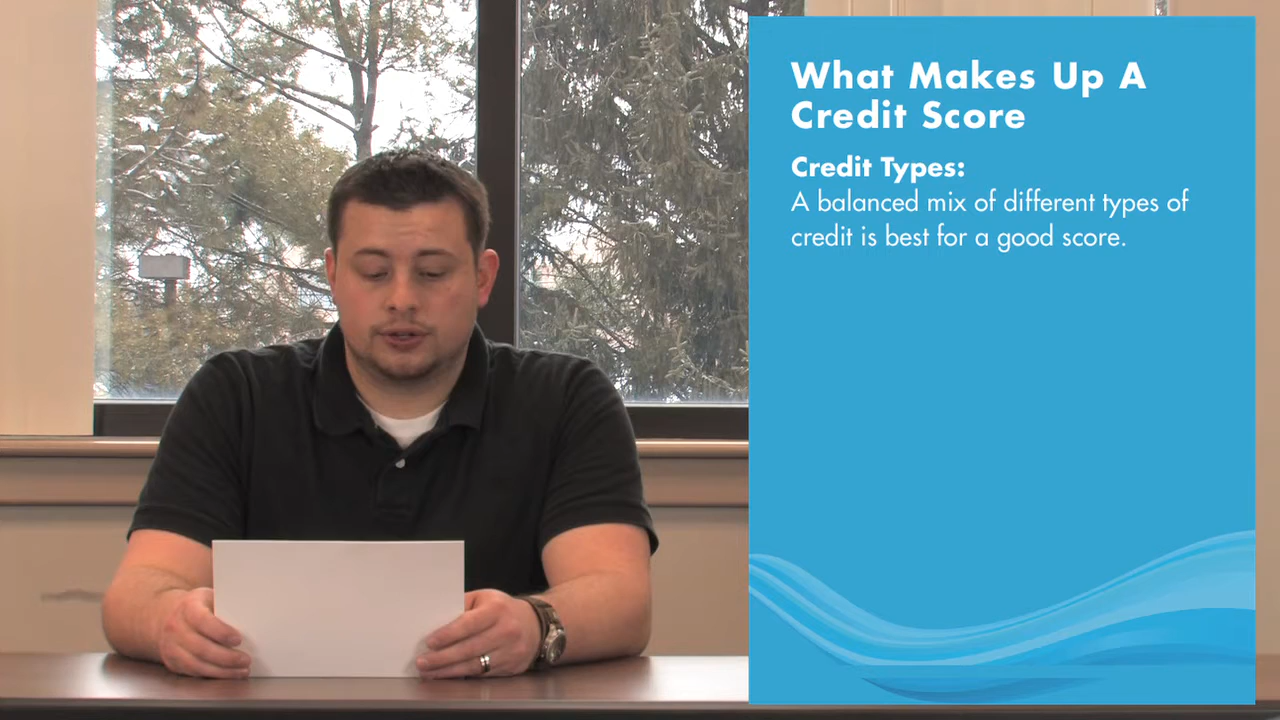 What Makes Up A
Credit Score
Credit Types:
A balanced mix of different types of
credit is best for a good score.